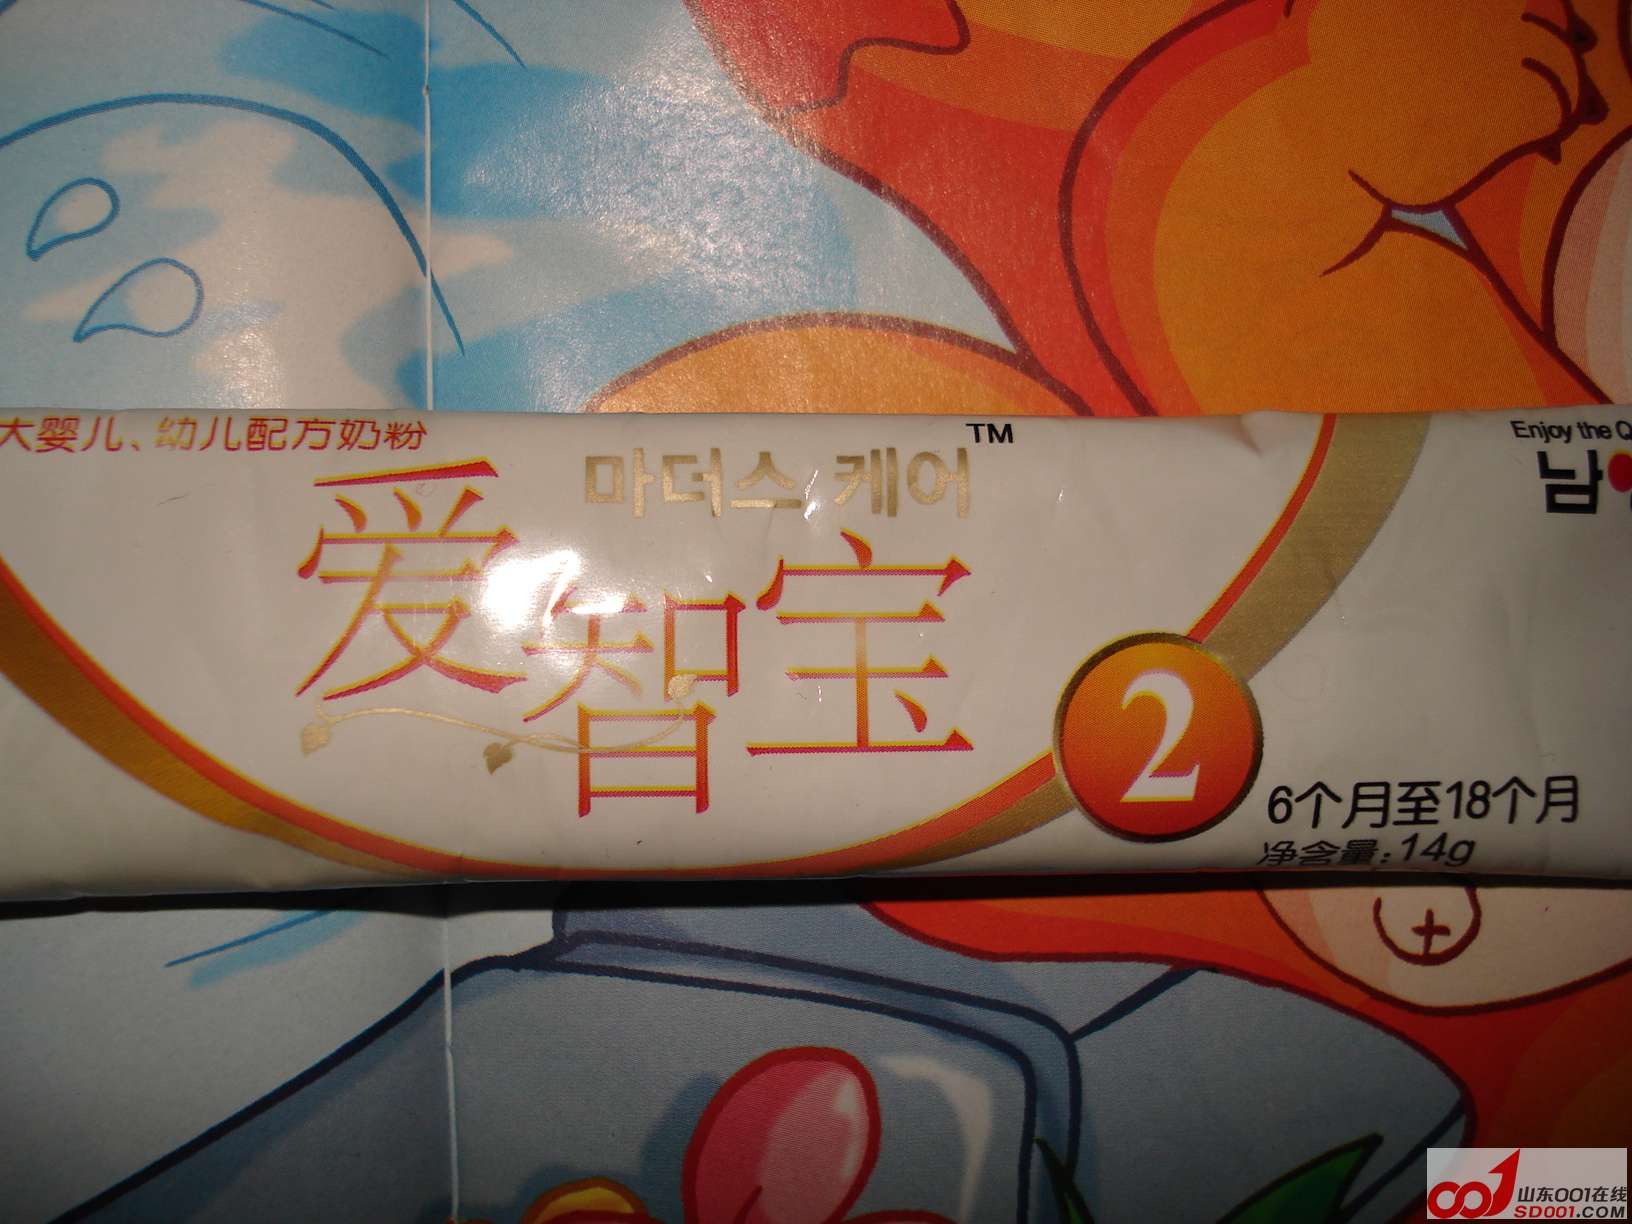 大婴儿、幼儿配方奶粉
마더스 케어™
爱智宝
2
6个月至18个月
净含量:14g
Enjoy the Q
남
山东001在线
SD001.COM